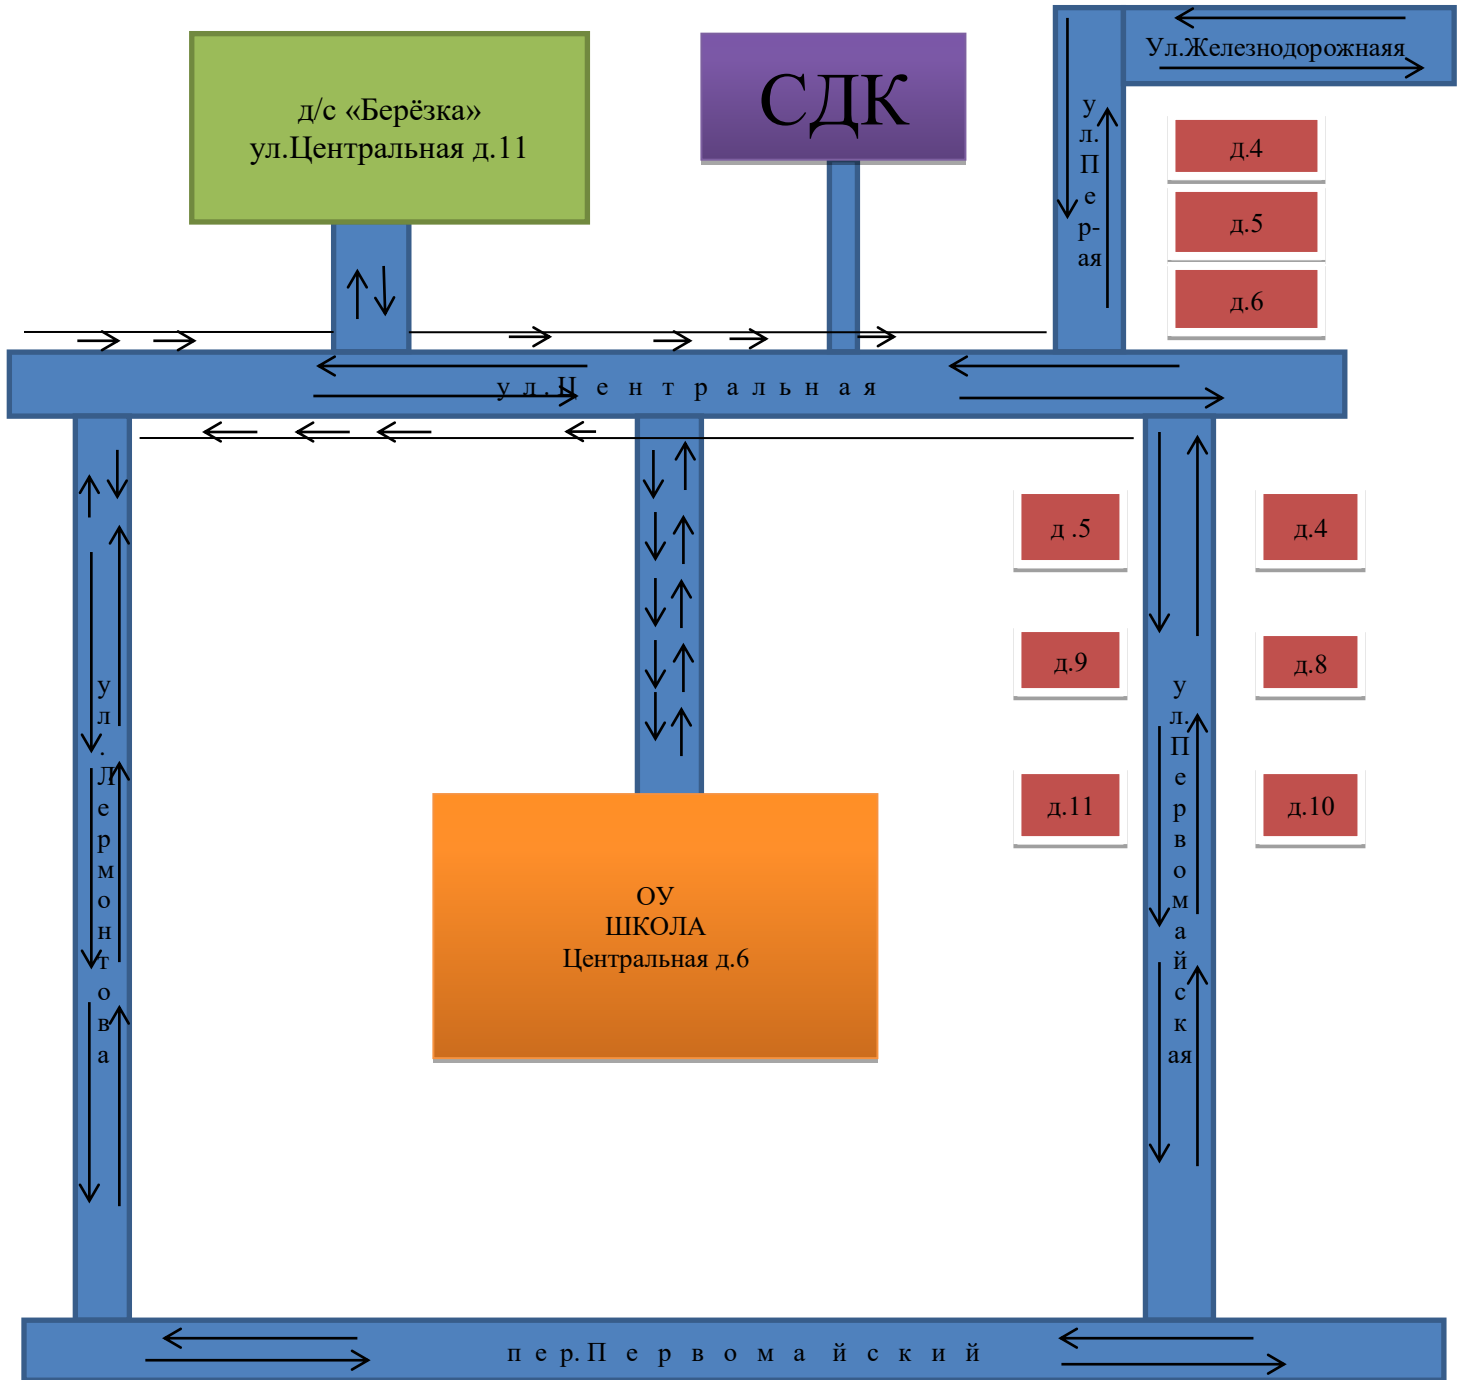 д/с «Берёзка»
ул.Центральная д.11
СДК
Ул.Железнодорожнаяя
ул.Пер-ая
д.4
д.5
д.6
ул.Центральная
д .5
д.4
д.9
д.8
д.11
д.10
ул.Лермонтова
ул.Первомайская
ОУ
ШКОЛА
Центральная д.6
пер.Первомайский